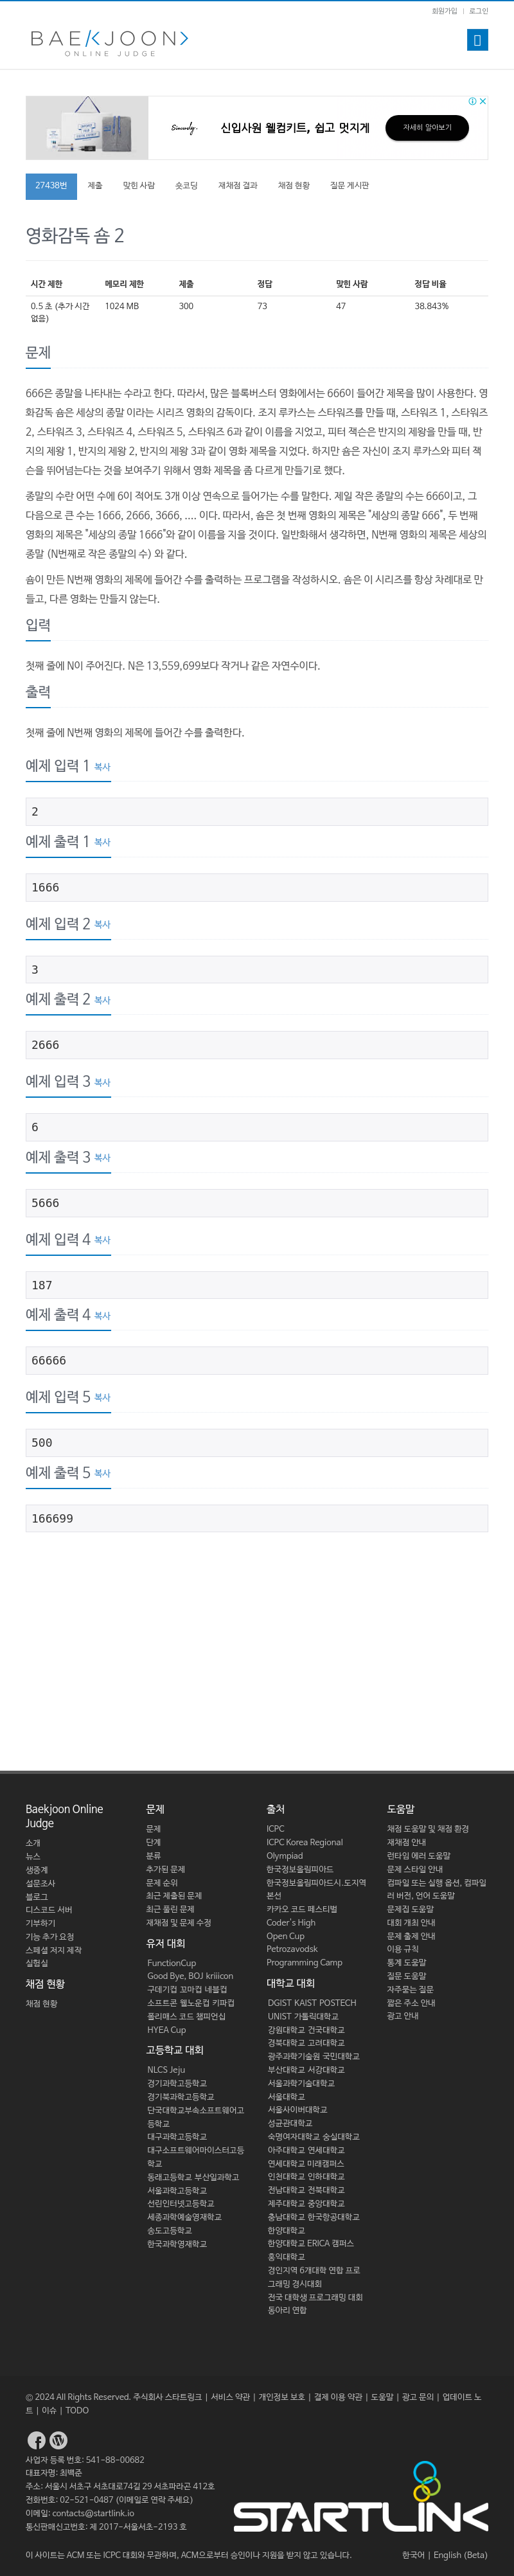 회원가입 | 로그인
BAEKJOON>
ONLINE JUDGE
Sincerely.
신입사원 웰컴키트, 쉽고 멋지게
자세히 알아보기
27438번 제출 맞힌 사람 숏코딩 재채점 결과 채점 현황 질문 게시판
영화감독 숌 2
시간 제한 메모리 제한 제출 정답 맞힌 사람 정답 비율
0.5 초 (추가 시간 없음) 1024 MB 300 73 47 38.843%
문제
666은 종말을 나타내는 수라고 한다. 따라서, 많은 블록버스터 영화에서는 666이 들어간 제목을 많이 사용한다. 영
화감독 숌은 세상의 종말 이라는 시리즈 영화의 감독이다. 조지 루카스는 스타워즈를 만들 때, 스타워즈 1, 스타워즈
2, 스타워즈 3, 스타워즈 4, 스타워즈 5, 스타워즈 6과 같이 이름을 지었고, 피터 잭슨은 반지의 제왕을 만들 때, 반
지의 제왕 1, 반지의 제왕 2, 반지의 제왕 3과 같이 영화 제목을 지었다. 하지만 숌은 자신이 조지 루카스와 피터 잭
슨을 뛰어넘는다는 것을 보여주기 위해서 영화 제목을 좀 다르게 만들기로 했다.
종말의 수란 어떤 수에 6이 적어도 3개 이상 연속으로 들어가는 수를 말한다. 제일 작은 종말의 수는 666이고, 그
다음으로 큰 수는 1666, 2666, 3666, .... 이다. 따라서, 숌은 첫 번째 영화의 제목은 "세상의 종말 666", 두 번째
영화의 제목은 "세상의 종말 1666"와 같이 이름을 지을 것이다. 일반화해서 생각하면, N번째 영화의 제목은 세상의
종말 (N번째로 작은 종말의 수) 와 같다.
숌이 만든 N번째 영화의 제목에 들어간 수를 출력하는 프로그램을 작성하시오. 숌은 이 시리즈를 항상 차례대로 만
들고, 다른 영화는 만들지 않는다.
입력
첫째 줄에 N이 주어진다. N은 13,559,699보다 작거나 같은 자연수이다.
출력
첫째 줄에 N번째 영화의 제목에 들어간 수를 출력한다.
예제 입력 1 복사
2
예제 출력 1 복사
1666
예제 입력 2 복사
3
예제 출력 2 복사
2666
예제 입력 3 복사
6
예제 출력 3 복사
5666
예제 입력 4 복사
187
예제 출력 4 복사
66666
예제 입력 5 복사
500
예제 출력 5 복사
166699
Baekjoon Online
Judge
소개
뉴스
생중계
설문조사
블로그
디스코드 서버
기부하기
기능 추가 요청
스페셜 저지 제작
실험실
채점 현황
채점 현황
문제
문제
단계
분류
추가된 문제
문제 순위
최근 제출된 문제
최근 풀린 문제
재채점 및 문제 수정
유저 대회
FunctionCup
Good Bye, BOJ kriiicon
구데기컵 꼬마컵 네블컵
소프트콘 웰노운컵 키파컵
폴리매스 코드 챔피언십
HYEA Cup
고등학교 대회
NLCS Jeju
경기과학고등학교
경기북과학고등학교
단국대학교부속소프트웨어고
등학교
대구과학고등학교
대구소프트웨어마이스터고등
학교
동래고등학교 부산일과학고
서울과학고등학교
선린인터넷고등학교
세종과학예술영재학교
송도고등학교
한국과학영재학교
출처
ICPC
ICPC Korea Regional
Olympiad
한국정보올림피아드
한국정보올림피아드시.도지역
본선
카카오 코드 페스티벌
Coder's High
Open Cup
Petrozavodsk
Programming Camp
대학교 대회
DGIST KAIST POSTECH
UNIST 가톨릭대학교
강원대학교 건국대학교
경북대학교 고려대학교
광주과학기술원 국민대학교
부산대학교 서강대학교
서울과학기술대학교
서울대학교
서울사이버대학교
성균관대학교
숙명여자대학교 숭실대학교
아주대학교 연세대학교
연세대학교 미래캠퍼스
인천대학교 인하대학교
전남대학교 전북대학교
제주대학교 중앙대학교
충남대학교 한국항공대학교
한양대학교
한양대학교 ERICA 캠퍼스
홍익대학교
경인지역 6개대학 연합 프로
그래밍 경시대회
전국 대학생 프로그래밍 대회
동아리 연합
도움말
채점 도움말 및 채점 환경
재채점 안내
런타임 에러 도움말
문제 스타일 안내
컴파일 또는 실행 옵션, 컴파일
러 버전, 언어 도움말
문제집 도움말
대회 개최 안내
문제 출제 안내
이용 규칙
통계 도움말
질문 도움말
자주묻는 질문
짧은 주소 안내
광고 안내
© 2024 All Rights Reserved. 주식회사 스타트링크 | 서비스 약관 | 개인정보 보호 | 결제 이용 약관 | 도움말 | 광고 문의 | 업데이트 노
트 | 이슈 | TODO
사업자 등록 번호: 541-88-00682
대표자명: 최백준
주소: 서울시 서초구 서초대로74길 29 서초파라곤 412호
전화번호: 02-521-0487 (이메일로 연락 주세요)
이메일: contacts@startlink.io
통신판매신고번호: 제 2017-서울서초-2193 호
STARTLINK
이 사이트는 ACM 또는 ICPC 대회와 무관하며, ACM으로부터 승인이나 지원을 받지 않고 있습니다. 한국어 | English (Beta)